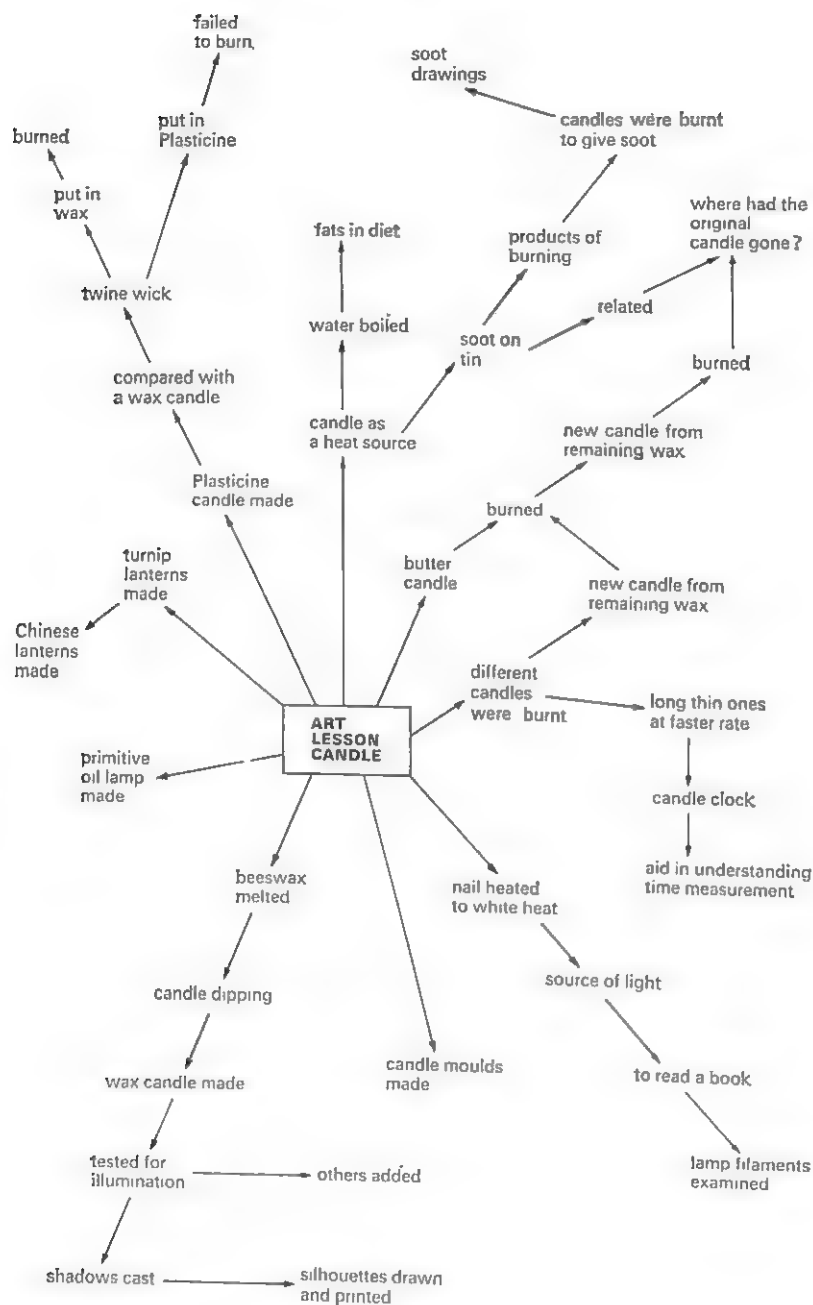 failed
to burn,
soot
drawings
put in
Plasticine
candles were burnt
to give soot
burned
put in
wax
where had the
original
candle gone?
fats in diet
products of
burning
twine wick
related
water boiled
soot on
tin
burned
compared with
a wax candle
candle as
a heat source
new candle from
remaining wax
Plasticine
candle made
burned
turnip
lanterns
made
butter
candle
new candle from
remaining wax
Chinese
lanterns
made
different
candles
were burnt
long thin ones
at faster rate
ART
LESSON
CANDLE
primitive
oil lamp
made
candle clock
beeswax
melted
nail heated
to white heat
aid in understanding
time measurement
candle dipping
source of light
wax candle made
candle moulds
made
to read a book
tested for
illumination
others added
lamp filaments
examined
shadows cast
silhouettes drawn
and printed